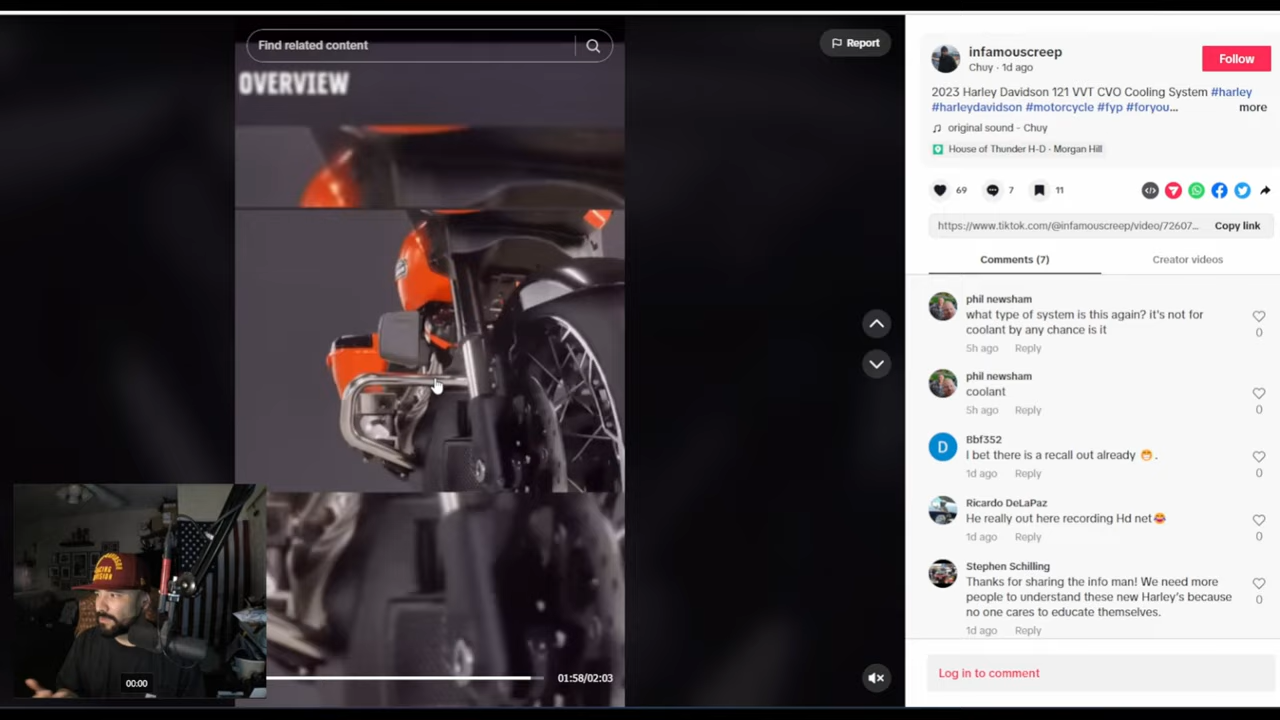 Find related content
Report
OVERVIEW
00:00
01:58/02:03
infamouscreep
Chuy · 1d ago
Follow
2023 Harley Davidson 121 VVT CVO Cooling System #harley
#harleydavidson #motorcycle #fyp #foryou...
more
original sound - Chuy
House of Thunder H-D · Morgan Hill
69
7
11
https://www.tiktok.com/@infamouscreep/video/72607...
Copy link
Comments (7)
Creator videos
phil newsham
what type of system is this again? it's not for
coolant by any chance is it
0
5h ago Reply
phil newsham
coolant
0
5h ago Reply
D
Bbf352
I bet there is a recall out already 😁.
0
1d ago Reply
Ricardo DeLaPaz
He really out here recording Hd net😂
0
1d ago Reply
Stephen Schilling
Thanks for sharing the info man! We need more
people to understand these new Harley's because
no one cares to educate themselves.
0
1d ago Reply
Log in to comment